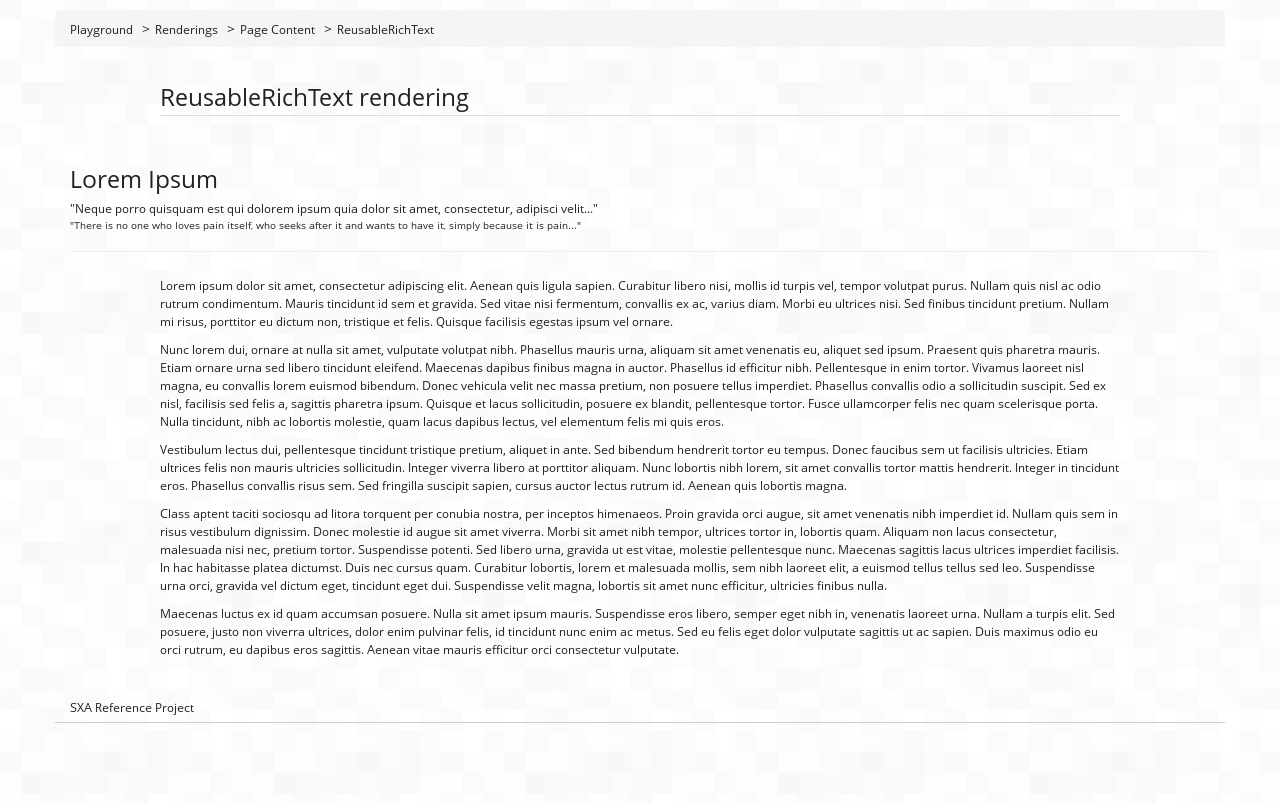 Playground > Renderings > Page Content > ReusableRichText
ReusableRichText rendering
Lorem Ipsum
"Neque porro quisquam est qui dolorem ipsum quia dolor sit amet, consectetur, adipisci velit..."
"There is no one who loves pain itself, who seeks after it and wants to have it, simply because it is pain..."
Lorem ipsum dolor sit amet, consectetur adipiscing elit. Aenean quis ligula sapien. Curabitur libero nisi, mollis id turpis vel, tempor volutpat purus. Nullam quis nisl ac odio
rutrum condimentum. Mauris tincidunt id sem et gravida. Sed vitae nisi fermentum, convallis ex ac, varius diam. Morbi eu ultrices nisi. Sed finibus tincidunt pretium. Nullam
mi risus, porttitor eu dictum non, tristique et felis. Quisque facilisis egestas ipsum vel ornare.
Nunc lorem dui, ornare at nulla sit amet, vulputate volutpat nibh. Phasellus mauris urna, aliquam sit amet venenatis eu, aliquet sed ipsum. Praesent quis pharetra mauris.
Etiam ornare urna sed libero tincidunt eleifend. Maecenas dapibus finibus magna in auctor. Phasellus id efficitur nibh. Pellentesque in enim tortor. Vivamus laoreet nisl
magna, eu convallis lorem euismod bibendum. Donec vehicula velit nec massa pretium, non posuere tellus imperdiet. Phasellus convallis odio a sollicitudin suscipit. Sed ex
nisl, facilisis sed felis a, sagittis pharetra ipsum. Quisque et lacus sollicitudin, posuere ex blandit, pellentesque tortor. Fusce ullamcorper felis nec quam scelerisque porta.
Nulla tincidunt, nibh ac lobortis molestie, quam lacus dapibus lectus, vel elementum felis mi quis eros.
Vestibulum lectus dui, pellentesque tincidunt tristique pretium, aliquet in ante. Sed bibendum hendrerit tortor eu tempus. Donec faucibus sem ut facilisis ultricies. Etiam
ultrices felis non mauris ultricies sollicitudin. Integer viverra libero at porttitor aliquam. Nunc lobortis nibh lorem, sit amet convallis tortor mattis hendrerit. Integer in tincidunt
eros. Phasellus convallis risus sem. Sed fringilla suscipit sapien, cursus auctor lectus rutrum id. Aenean quis lobortis magna.
Class aptent taciti sociosqu ad litora torquent per conubia nostra, per inceptos himenaeos. Proin gravida orci augue, sit amet venenatis nibh imperdiet id. Nullam quis sem in
risus vestibulum dignissim. Donec molestie id augue sit amet viverra. Morbi sit amet nibh tempor, ultrices tortor in, lobortis quam. Aliquam non lacus consectetur,
malesuada nisi nec, pretium tortor. Suspendisse potenti. Sed libero urna, gravida ut est vitae, molestie pellentesque nunc. Maecenas sagittis lacus ultrices imperdiet facilisis.
In hac habitasse platea dictumst. Duis nec cursus quam. Curabitur lobortis, lorem et malesuada mollis, sem nibh laoreet elit, a euismod tellus tellus sed leo. Suspendisse
urna orci, gravida vel dictum eget, tincidunt eget dui. Suspendisse velit magna, lobortis sit amet nunc efficitur, ultricies finibus nulla.
Maecenas luctus ex id quam accumsan posuere. Nulla sit amet ipsum mauris. Suspendisse eros libero, semper eget nibh in, venenatis laoreet urna. Nullam a turpis elit. Sed
posuere, justo non viverra ultrices, dolor enim pulvinar felis, id tincidunt nunc enim ac metus. Sed eu felis eget dolor vulputate sagittis ut ac sapien. Duis maximus odio eu
orci rutrum, eu dapibus eros sagittis. Aenean vitae mauris efficitur orci consectetur vulputate.
SXA Reference Project